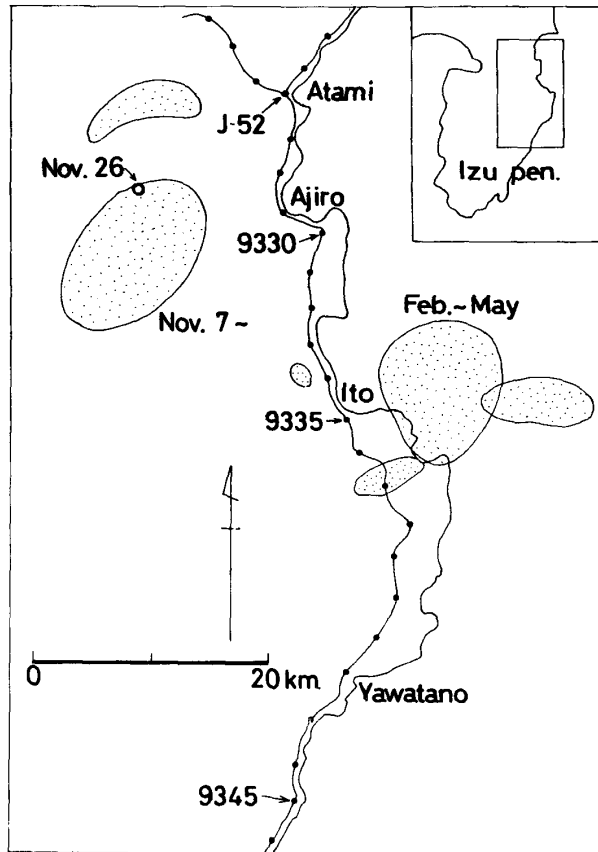 Atami
J-52
Izu pen.
Nov. 26
Ajiro
9330
Feb.~May
Nov. 7~
Ito
9335
0
20 km.
Yawatano
9345